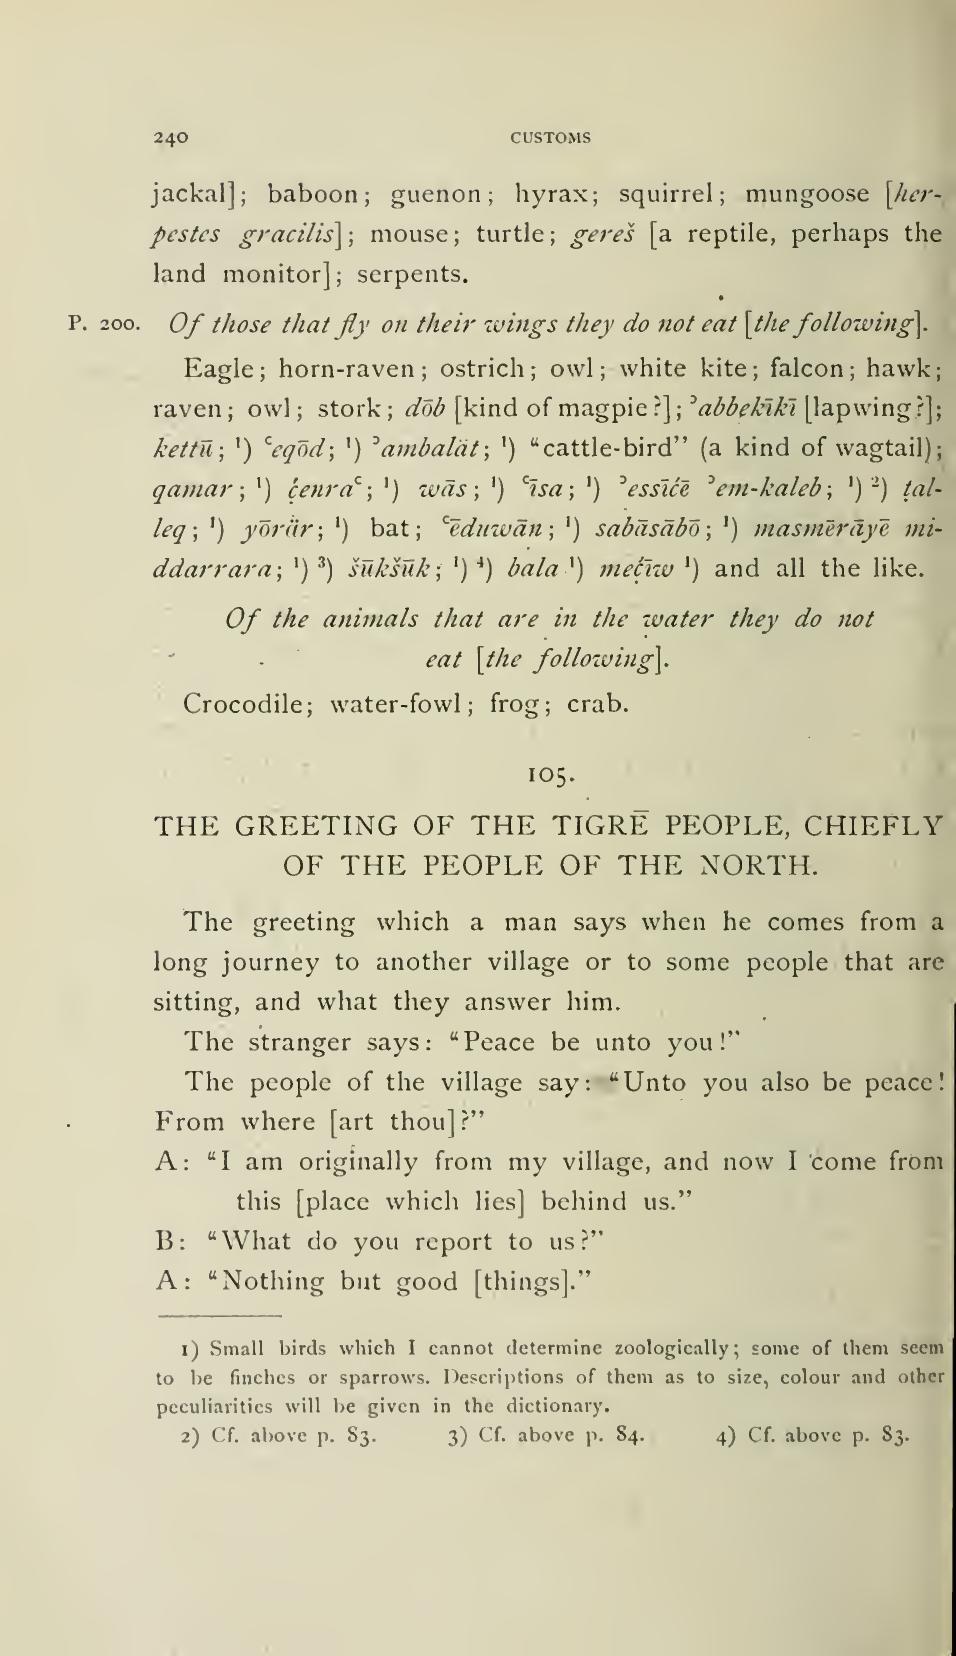 240 CUSTOMS
jackal]; baboon; guenon; hyrax; squirrel; mungoose [her-
pestes gracilis]; mouse; turtle; gereš [a reptile, perhaps the
land monitor]; serpents.
P. 200. Of those that fly on their wings they do not eat [the following].
Eagle; horn-raven; ostrich; owl; white kite; falcon; hawk;
raven; owl; stork; dōb [kind of magpie?]; ʾabbẹkīkī [lapwing?];
kettū; ¹) ʿeqōd; ¹) ʾambalāt; ¹) “cattle-bird” (a kind of wagtail);
qamar; ¹) c̣enraʿ; ¹) wās; ¹) ʿīsa; ¹) ʾessīc̣ē ʾem-kaleb; ¹) ²) ṭal-
leq; ¹) yōrār; ¹) bat; ʿēduwān; ¹) sabāsābō; ¹) masmērāyē mi-
ddarrara; ¹) ³) šūkšūk; ¹) ⁴) bala ¹) mec̣īw ¹) and all the like.
Of the animals that are in the water they do not
eat [the following].
Crocodile; water-fowl; frog; crab.
105.
THE GREETING OF THE TIGRĒ PEOPLE, CHIEFLY
OF THE PEOPLE OF THE NORTH.
The greeting which a man says when he comes from a
long journey to another village or to some people that are
sitting, and what they answer him.
The stranger says: “Peace be unto you!”
The people of the village say: “Unto you also be peace!
From where [art thou]?”
A: “I am originally from my village, and now I come from
this [place which lies] behind us.”
B: “What do you report to us?”
A: “Nothing but good [things].”
1) Small birds which I cannot determine zoologically; some of them seem
to be finches or sparrows. Descriptions of them as to size, colour and other
peculiarities will be given in the dictionary.
2) Cf. above p. 83. 3) Cf. above p. 84. 4) Cf. above p. 83.